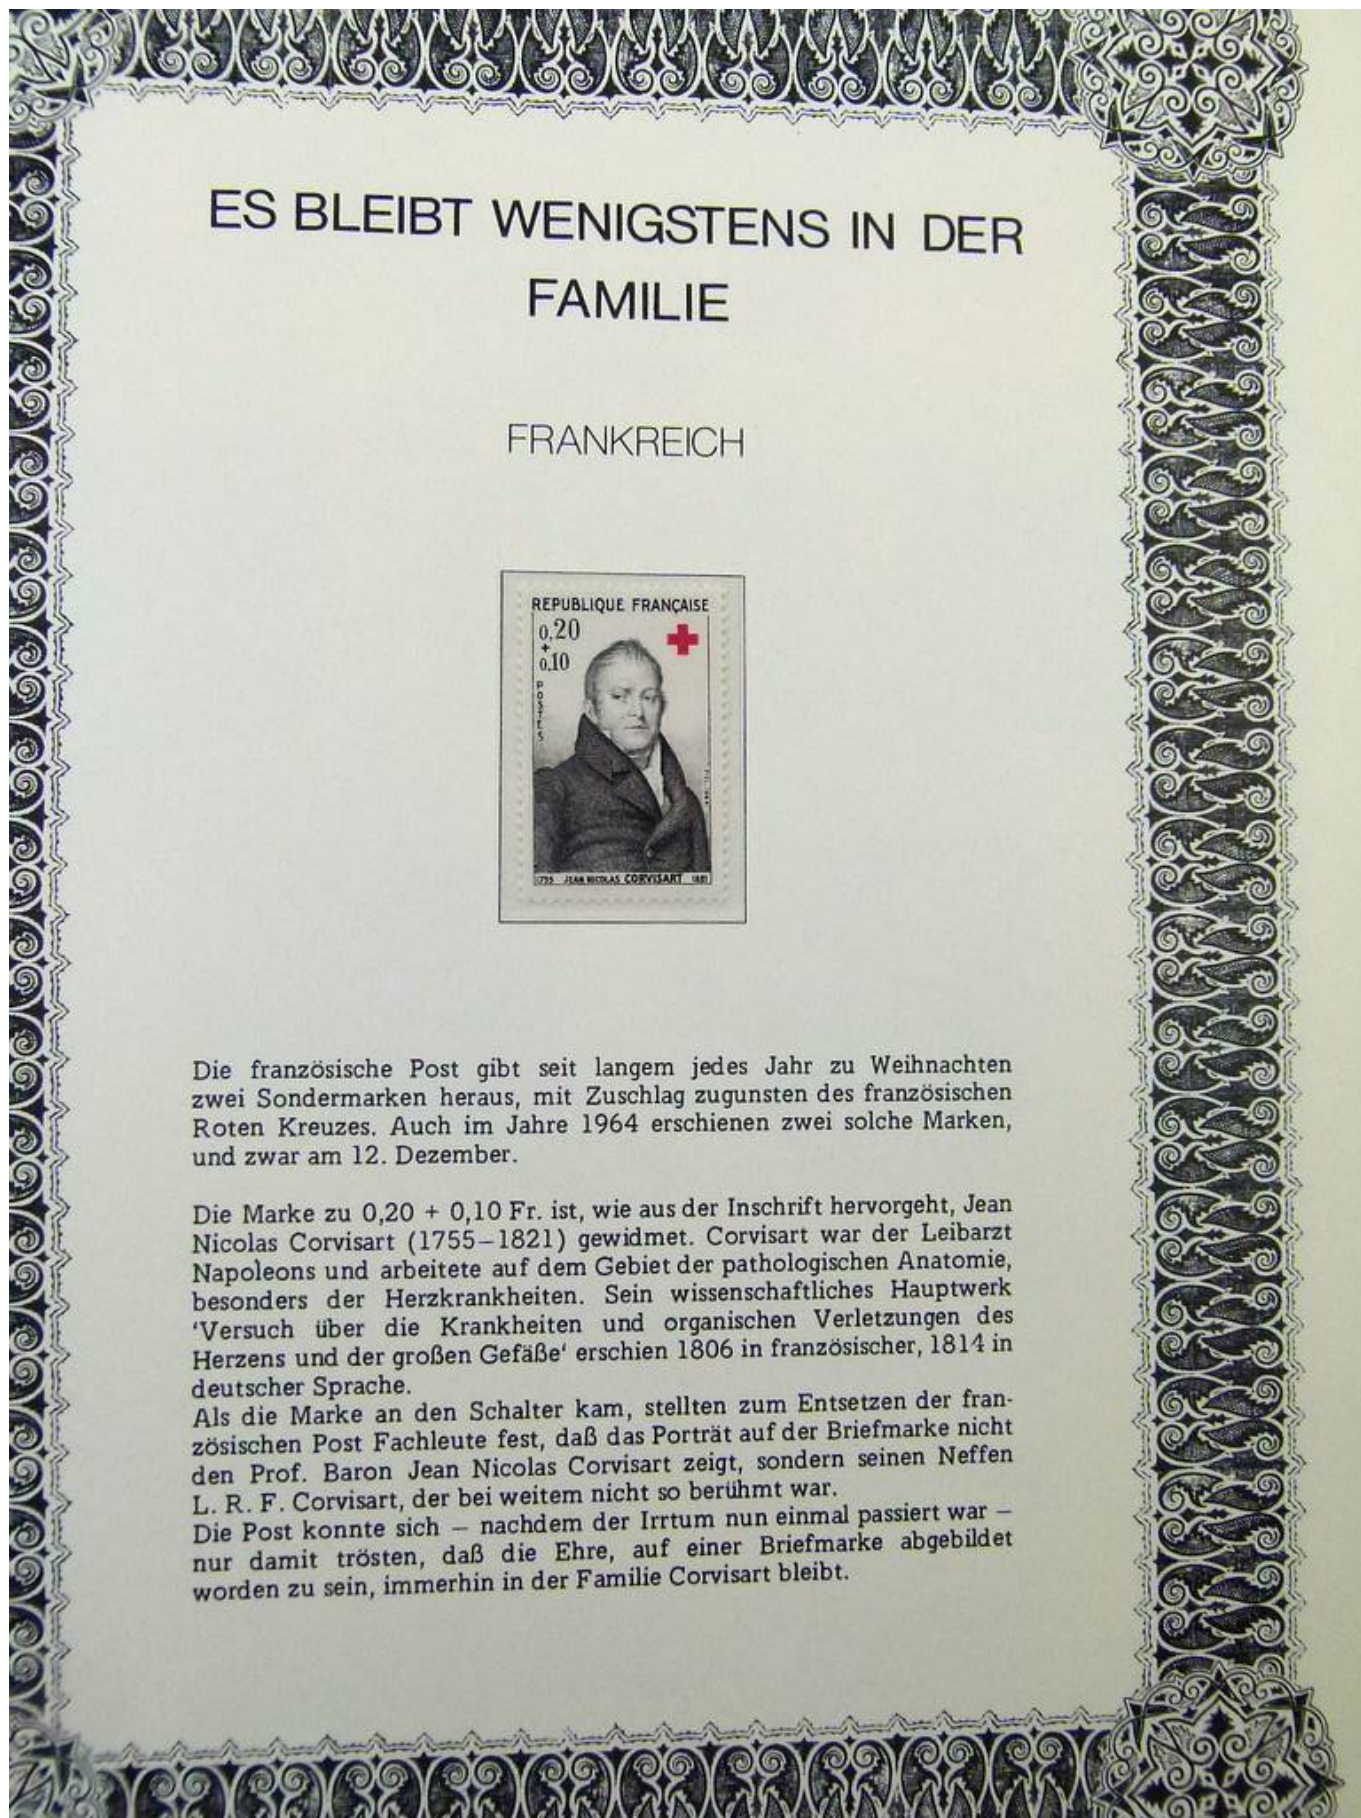 ES BLEIBT WENIGSTENS IN DER
FAMILIE
FRANKREICH
REPUBLIQUE FRANÇAISE
0,20
+
0,10
POSTES
1755 JEAN NICOLAS CORVISART 1821
Die französische Post gibt seit langem jedes Jahr zu Weihnachten
zwei Sondermarken heraus, mit Zuschlag zugunsten des französischen
Roten Kreuzes. Auch im Jahre 1964 erschienen zwei solche Marken,
und zwar am 12. Dezember.
Die Marke zu 0,20 + 0,10 Fr. ist, wie aus der Inschrift hervorgeht, Jean
Nicolas Corvisart (1755–1821) gewidmet. Corvisart war der Leibarzt
Napoleons und arbeitete auf dem Gebiet der pathologischen Anatomie,
besonders der Herzkrankheiten. Sein wissenschaftliches Hauptwerk
'Versuch über die Krankheiten und organischen Verletzungen des
Herzens und der großen Gefäße' erschien 1806 in französischer, 1814 in
deutscher Sprache.
Als die Marke an den Schalter kam, stellten zum Entsetzen der fran-
zösischen Post Fachleute fest, daß das Porträt auf der Briefmarke nicht
den Prof. Baron Jean Nicolas Corvisart zeigt, sondern seinen Neffen
L. R. F. Corvisart, der bei weitem nicht so berühmt war.
Die Post konnte sich – nachdem der Irrtum nun einmal passiert war –
nur damit trösten, daß die Ehre, auf einer Briefmarke abgebildet
worden zu sein, immerhin in der Familie Corvisart bleibt.